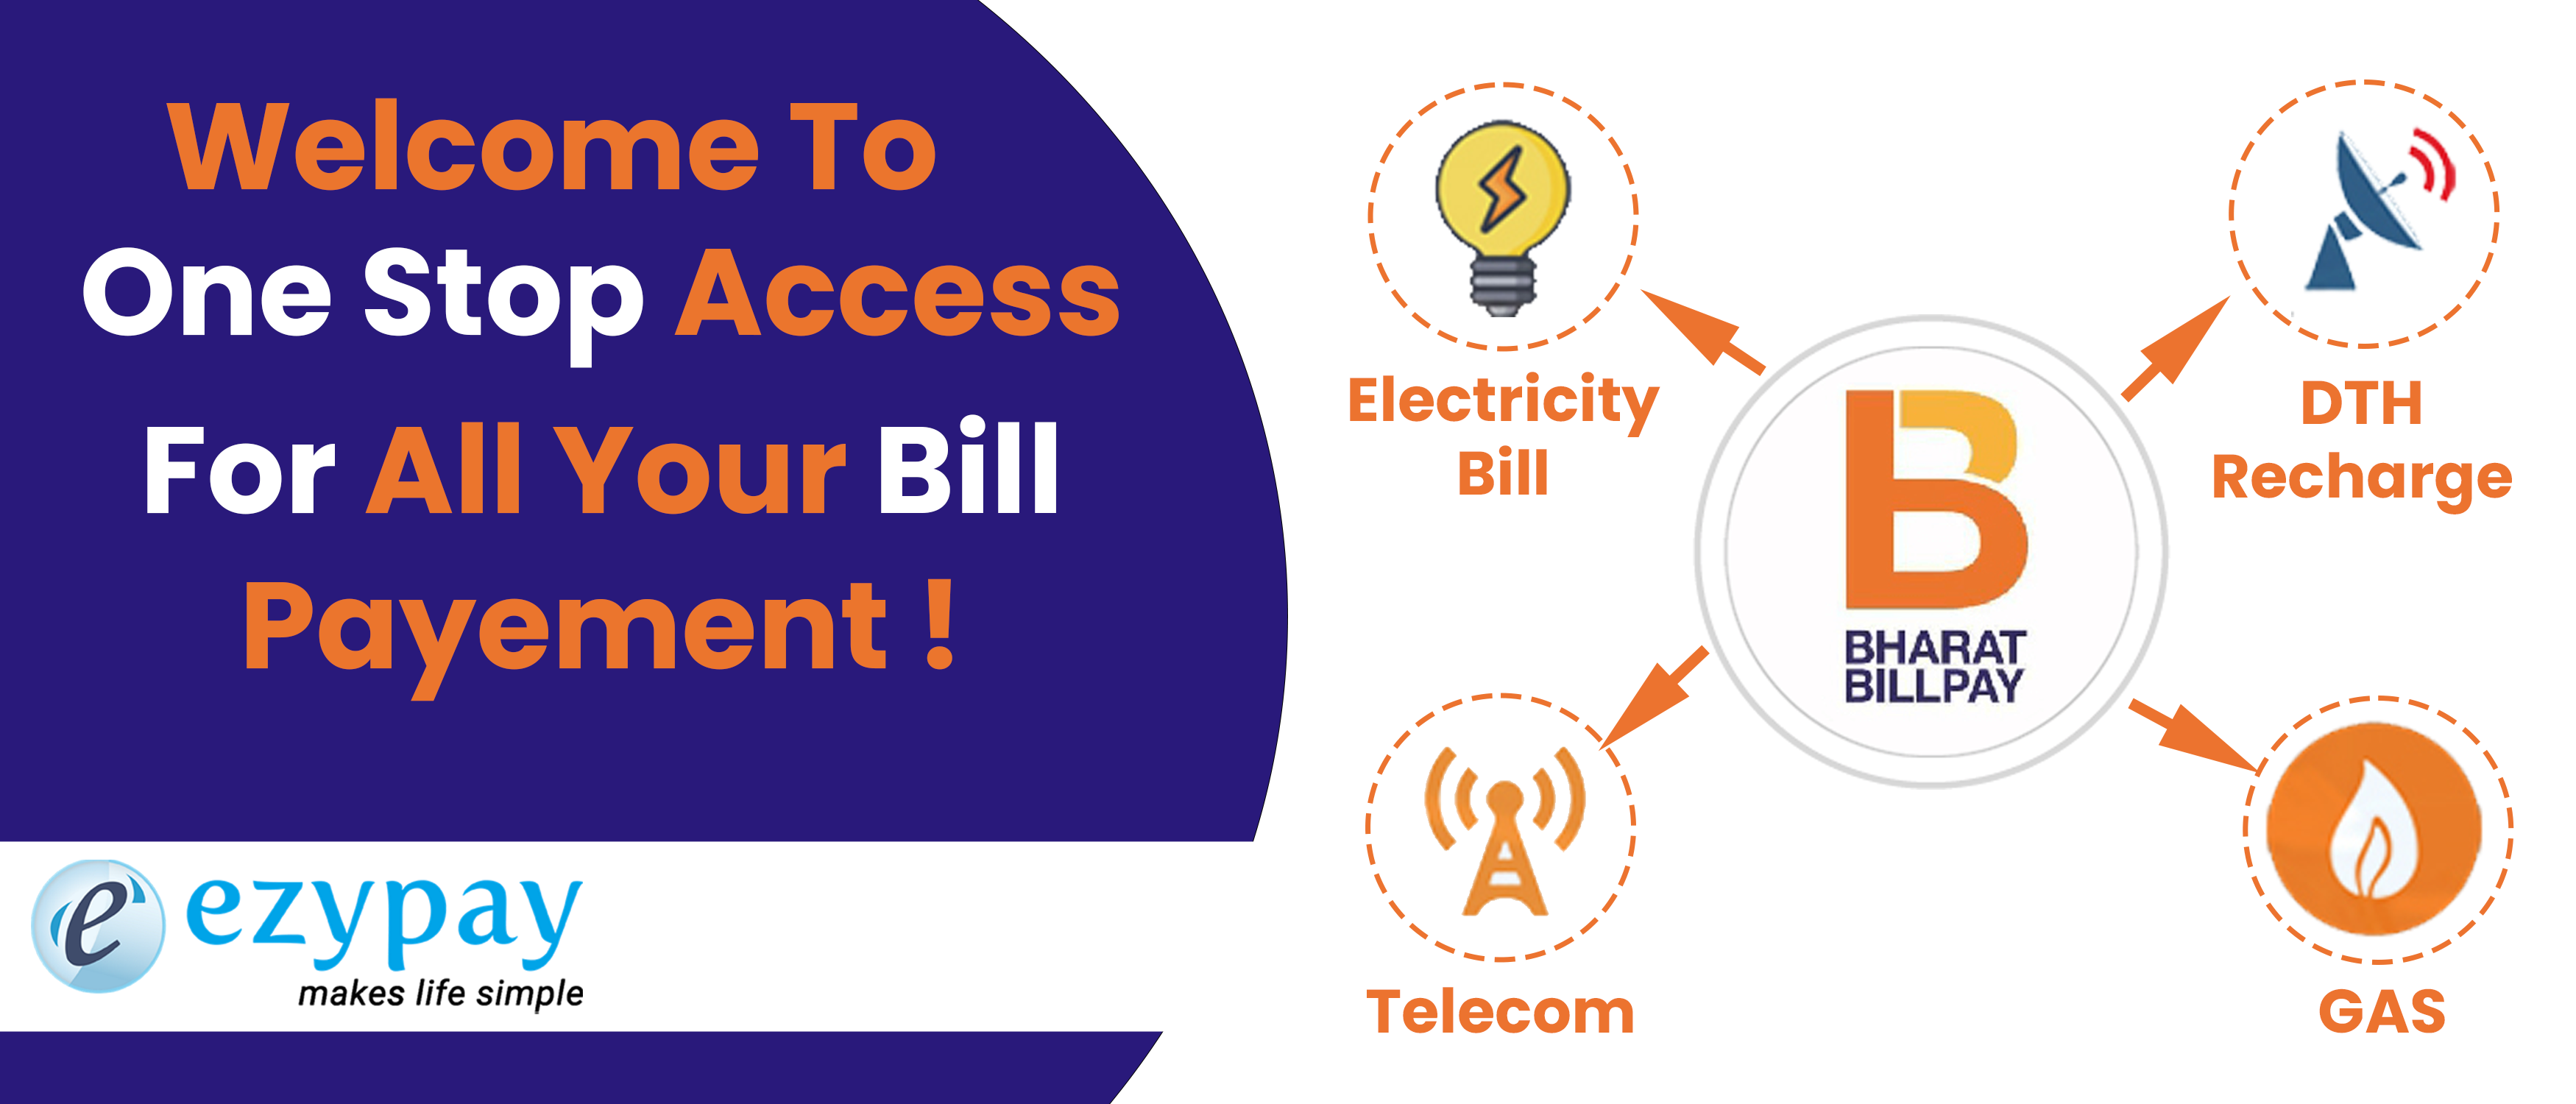 Welcome To
One Stop Access
For All Your Bill
Payement !
e ezypay
makes life simple
Electricity
Bill
DTH
Recharge
B
BHARAT
BILLPAY
Telecom
GAS